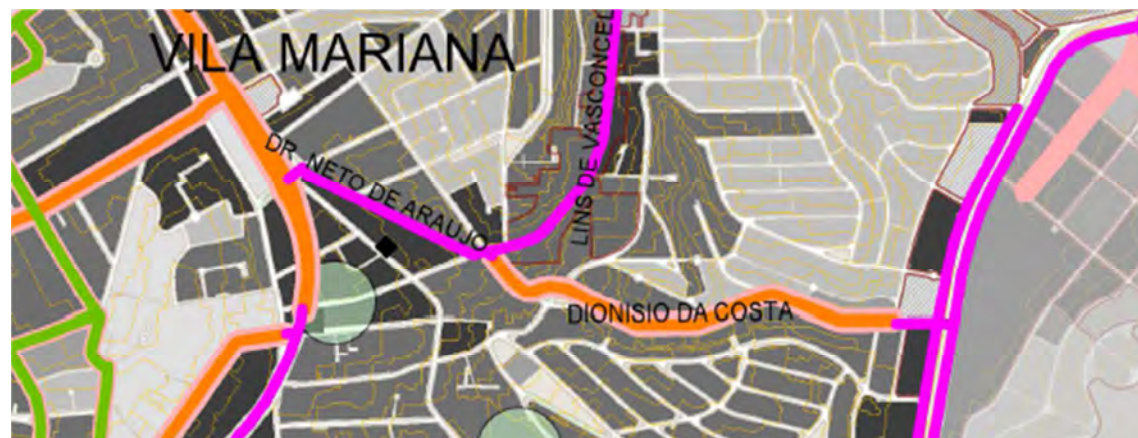 VILA MARIANA
DR. NETO DE ARAUJO
LINS DE VASCONCEL
DIONISIO DA COSTA